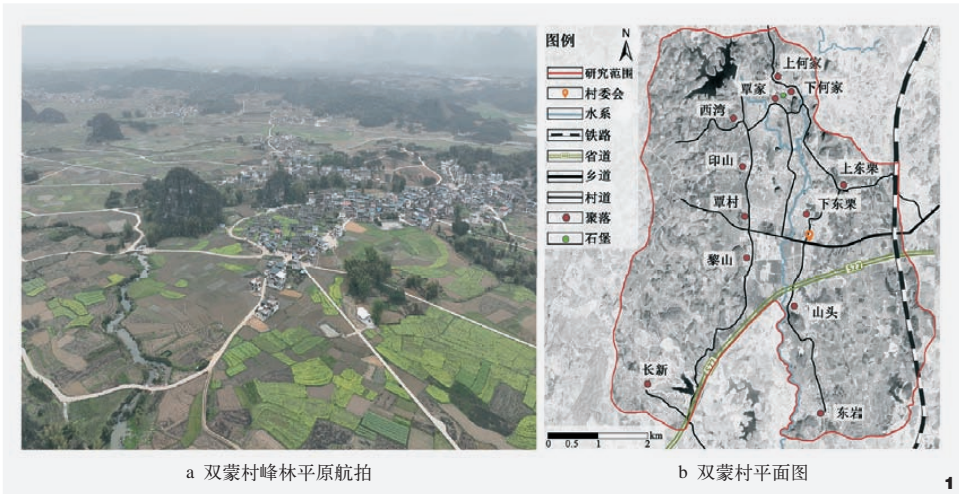 图例
N
研究范围
村委会
水系
铁路
省道
乡道
村道
聚落
石堡
上何家
覃家
下何家
西湾
印山
上东栗
覃村
下东栗
黎山
S22
山头
长新
东岩
0 0.5 1 2 km
a 双蒙村峰林平原航拍
b 双蒙村平面图
1